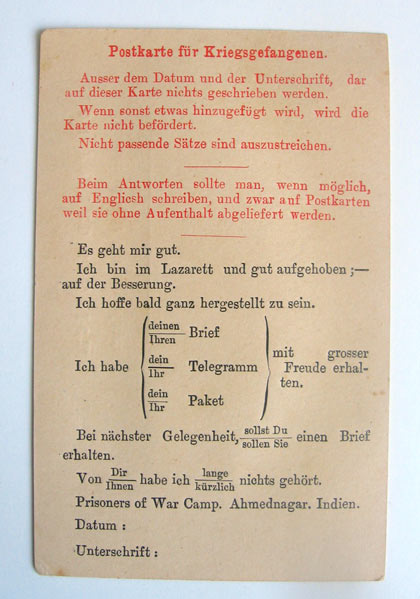 Postkarte für Kriegsgefangenen.
Ausser dem Datum und der Unterschrift, dar
auf dieser Karte nichts geschrieben werden.
Wenn sonst etwas hinzugefügt wird, wird die
Karte nicht befördert.
Nicht passende Sätze sind auszustreichen.
Beim Antworten sollte man, wenn möglich,
auf Englicsh schreiben, und zwar auf Postkarten
weil sie ohne Aufenthalt abgeliefert werden.
Es geht mir gut.
Ich bin im Lazarett und gut aufgehoben ;—
auf der Besserung.
Ich hoffe bald ganz hergestellt zu sein.
Ich habe
deinen
Ihren
Brief
dein
Ihr
Telegramm
dein
Ihr
Paket
mit grosser
Freude erhal-
ten.
Bei nächster Gelegenheit, sollst Du / sollen Sie einen Brief
erhalten.
Von Dir / Ihnen habe ich lange / kürzlich nichts gehört.
Prisoners of War Camp. Ahmednagar. Indien.
Datum :
Unterschrift :